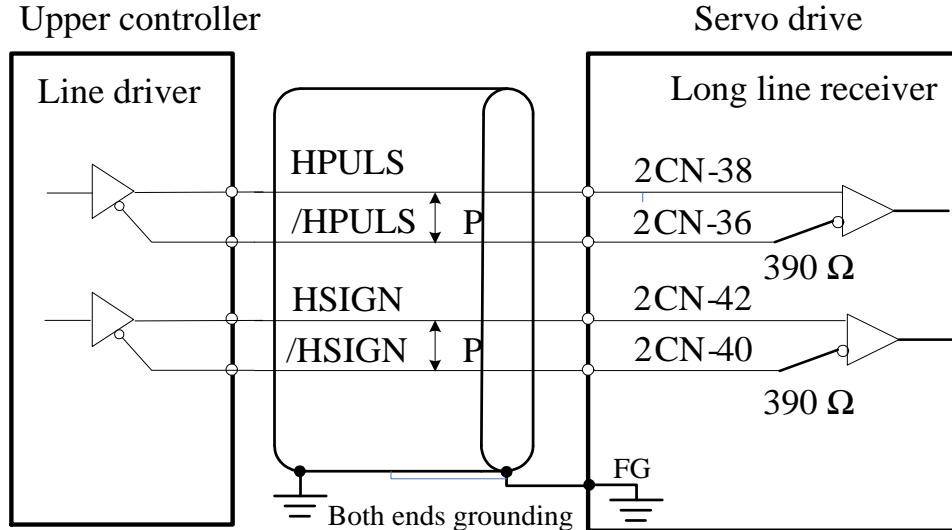 Upper controller
Servo drive
Line driver
Long line receiver
HPULS
2CN-38
/HPULS
P
2CN-36
390 Ω
HSIGN
2CN-42
/HSIGN
P
2CN-40
390 Ω
FG
Both ends grounding